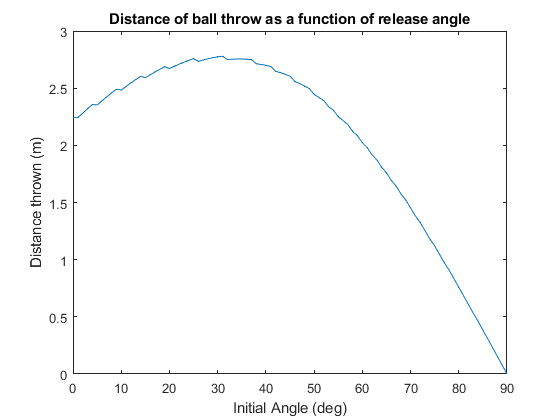 Distance of ball throw as a function of release angle
3
2.5
2
1.5
1
0.5
0
Distance thrown (m)
0 10 20 30 40 50 60 70 80 90
Initial Angle (deg)